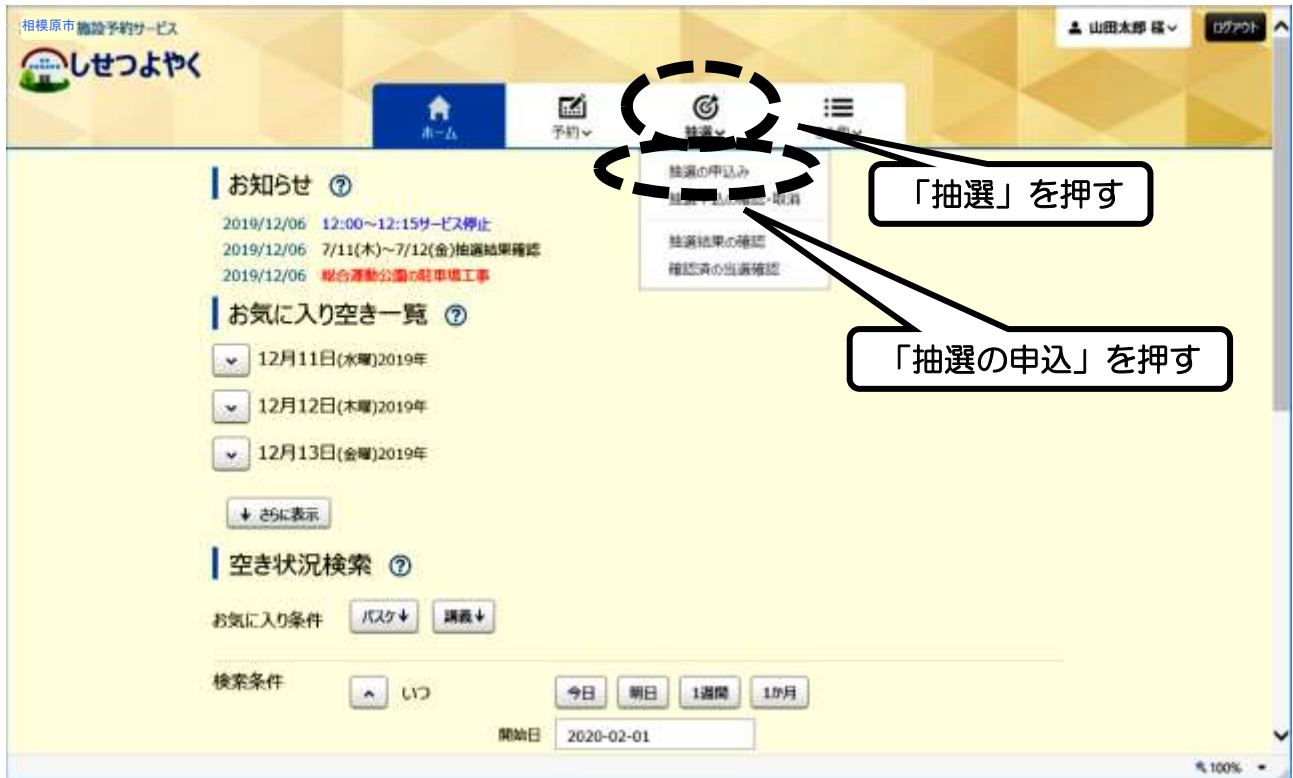 相模原市施設予約サービス
しせつよやく
山田太郎 様
ログアウト
ホーム
予約
抽選
「抽選」を押す
抽選の申込み
抽選申込の確認・取消
抽選結果の確認
確認済の当選確認
お知らせ ?
2019/12/06 12:00～12:15サービス停止
2019/12/06 7/11(木)～7/12(金)抽選結果確認
2019/12/06 総合運動公園の駐車場工事
お気に入り空き一覧 ?
「抽選の申込」を押す
12月11日(水曜)2019年
12月12日(木曜)2019年
12月13日(金曜)2019年
↓ さらに表示
空き状況検索 ?
お気に入り条件 バスケ↓ 講義↓
検索条件 いつ 今日 明日 1週間 1か月
開始日 2020-02-01
100%